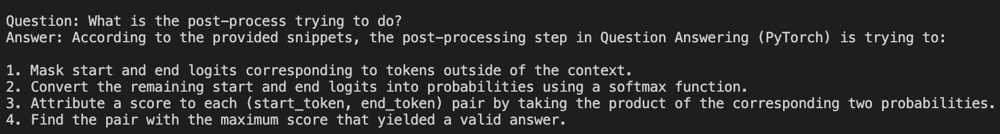 Question: What is the post-process trying to do?
Answer: According to the provided snippets, the post-processing step in Question Answering (PyTorch) is trying to:
1. Mask start and end logits corresponding to tokens outside of the context.
2. Convert the remaining start and end logits into probabilities using a softmax function.
3. Attribute a score to each (start_token, end_token) pair by taking the product of the corresponding two probabilities.
4. Find the pair with the maximum score that yielded a valid answer.